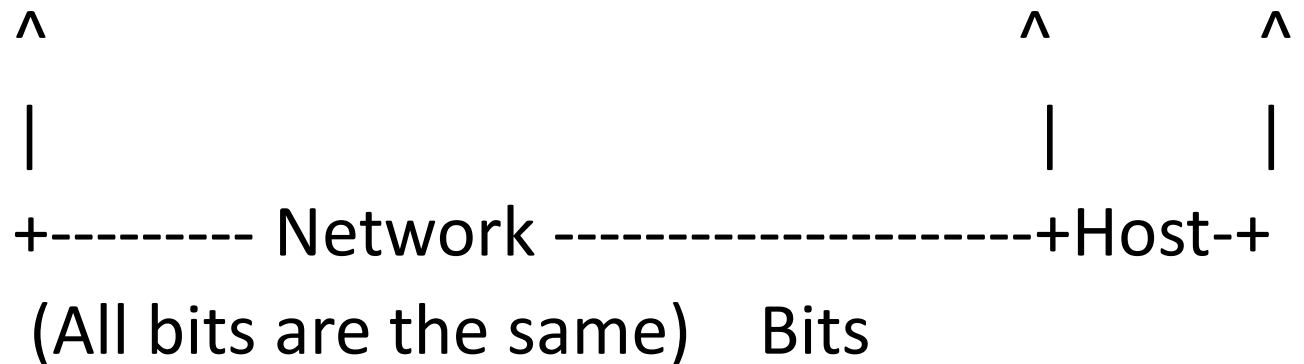 ^ ^ ^
| | |
+--------- Network ---------------------+Host-+
(All bits are the same) Bits